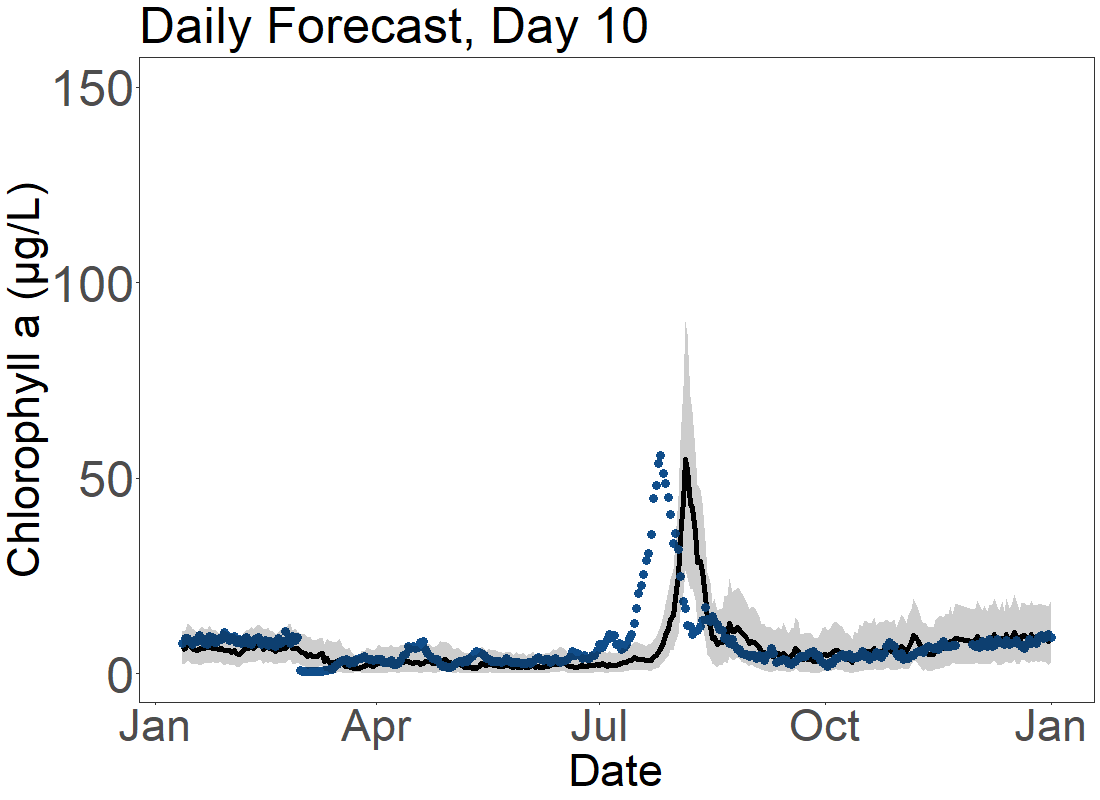 Daily Forecast, Day 10
Chlorophyll a (µg/L)
150
100
50
0
Jan Apr Jul Oct Jan
Date